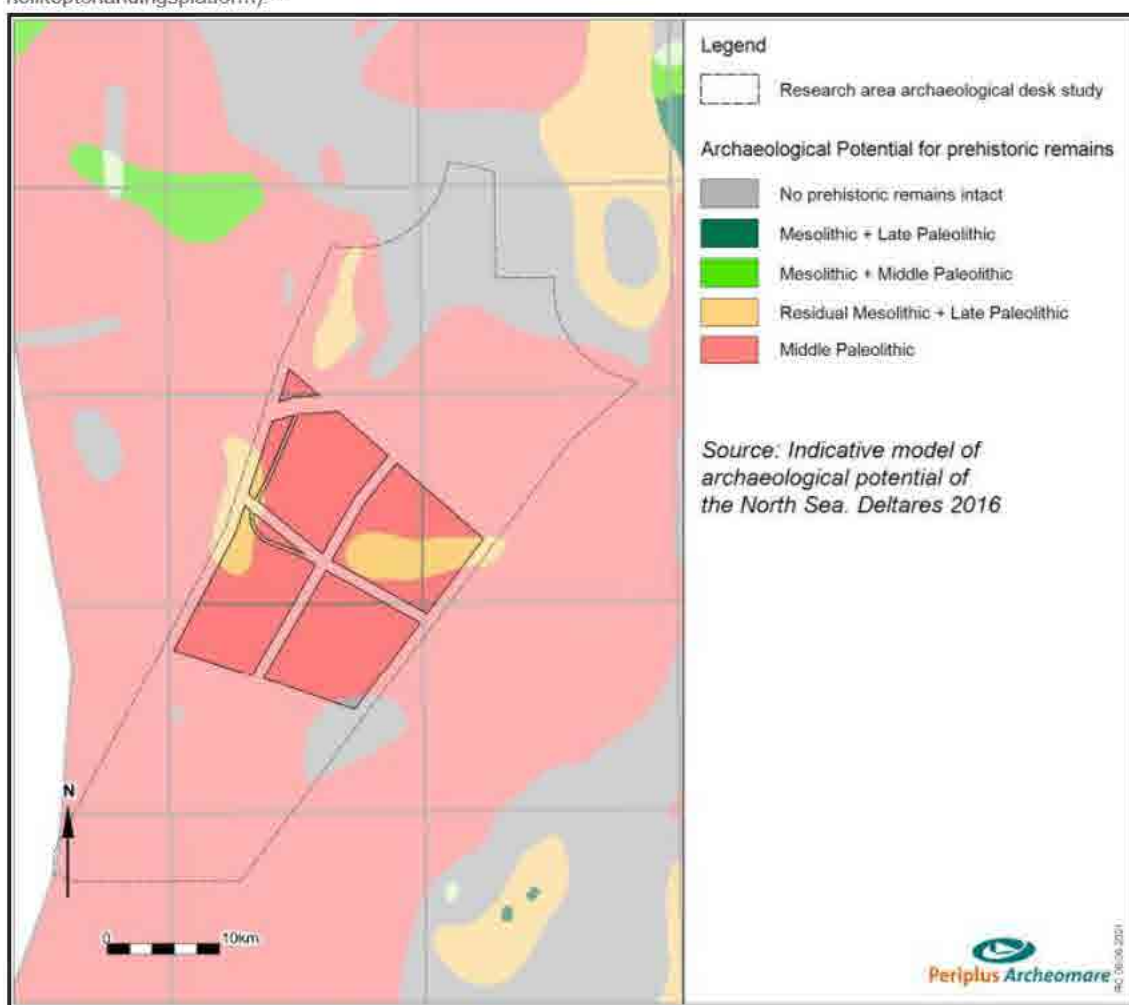 Legend
Research area archaeological desk study
Archaeological Potential for prehistoric remains
No prehistoric remains intact
Mesolithic + Late Paleolithic
Mesolithic + Middle Paleolithic
Residual Mesolithic + Late Paleolithic
Middle Paleolithic
Source: Indicative model of
archaeological potential of
the North Sea. Deltares 2016
N
0 10km
Periplus Archeomare